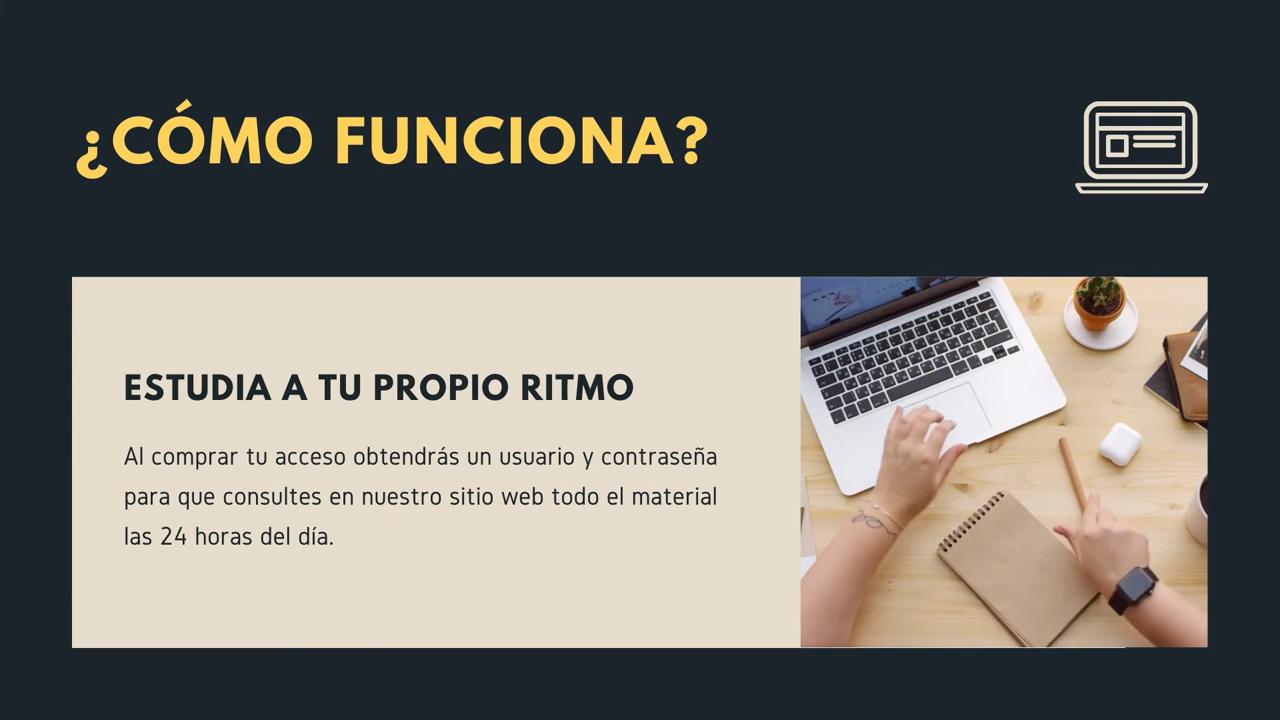 ¿CÓMO FUNCIONA?
ESTUDIA A TU PROPIO RITMO
Al comprar tu acceso obtendrás un usuario y contraseña
para que consultes en nuestro sitio web todo el material
las 24 horas del día.